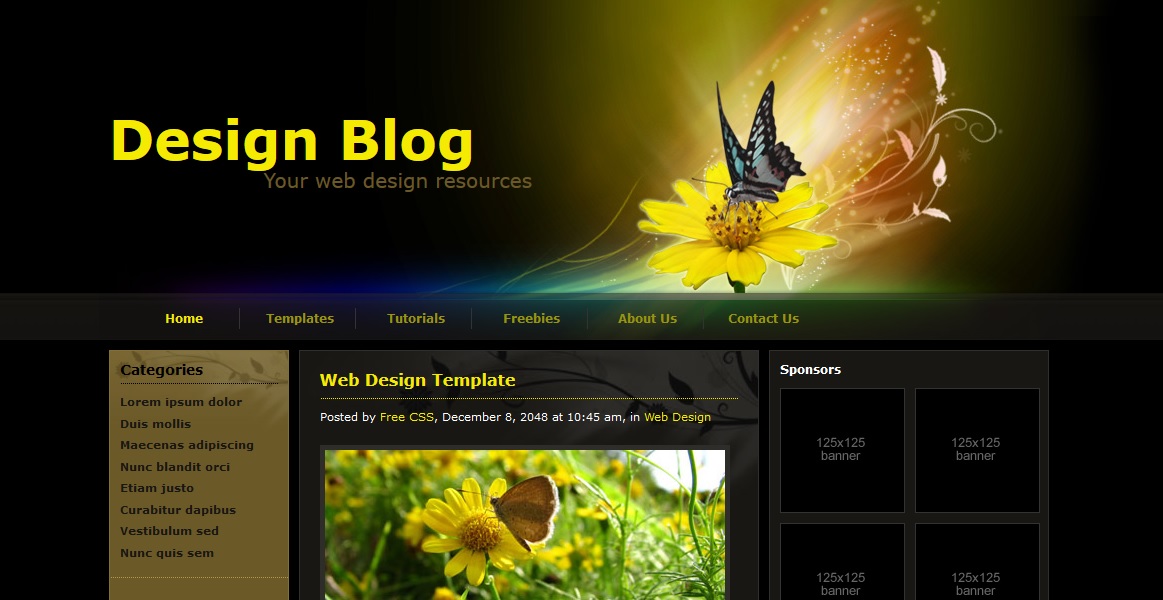 Design Blog
Your web design resources
Home
Templates
Tutorials
Freebies
About Us
Contact Us
Categories
Lorem ipsum dolor
Duis mollis
Maecenas adipiscing
Nunc blandit orci
Etiam justo
Curabitur dapibus
Vestibulum sed
Nunc quis sem
Web Design Template
Posted by Free CSS, December 8, 2048 at 10:45 am, in Web Design
Sponsors
125x125
banner
125x125
banner
125x125
banner
125x125
banner